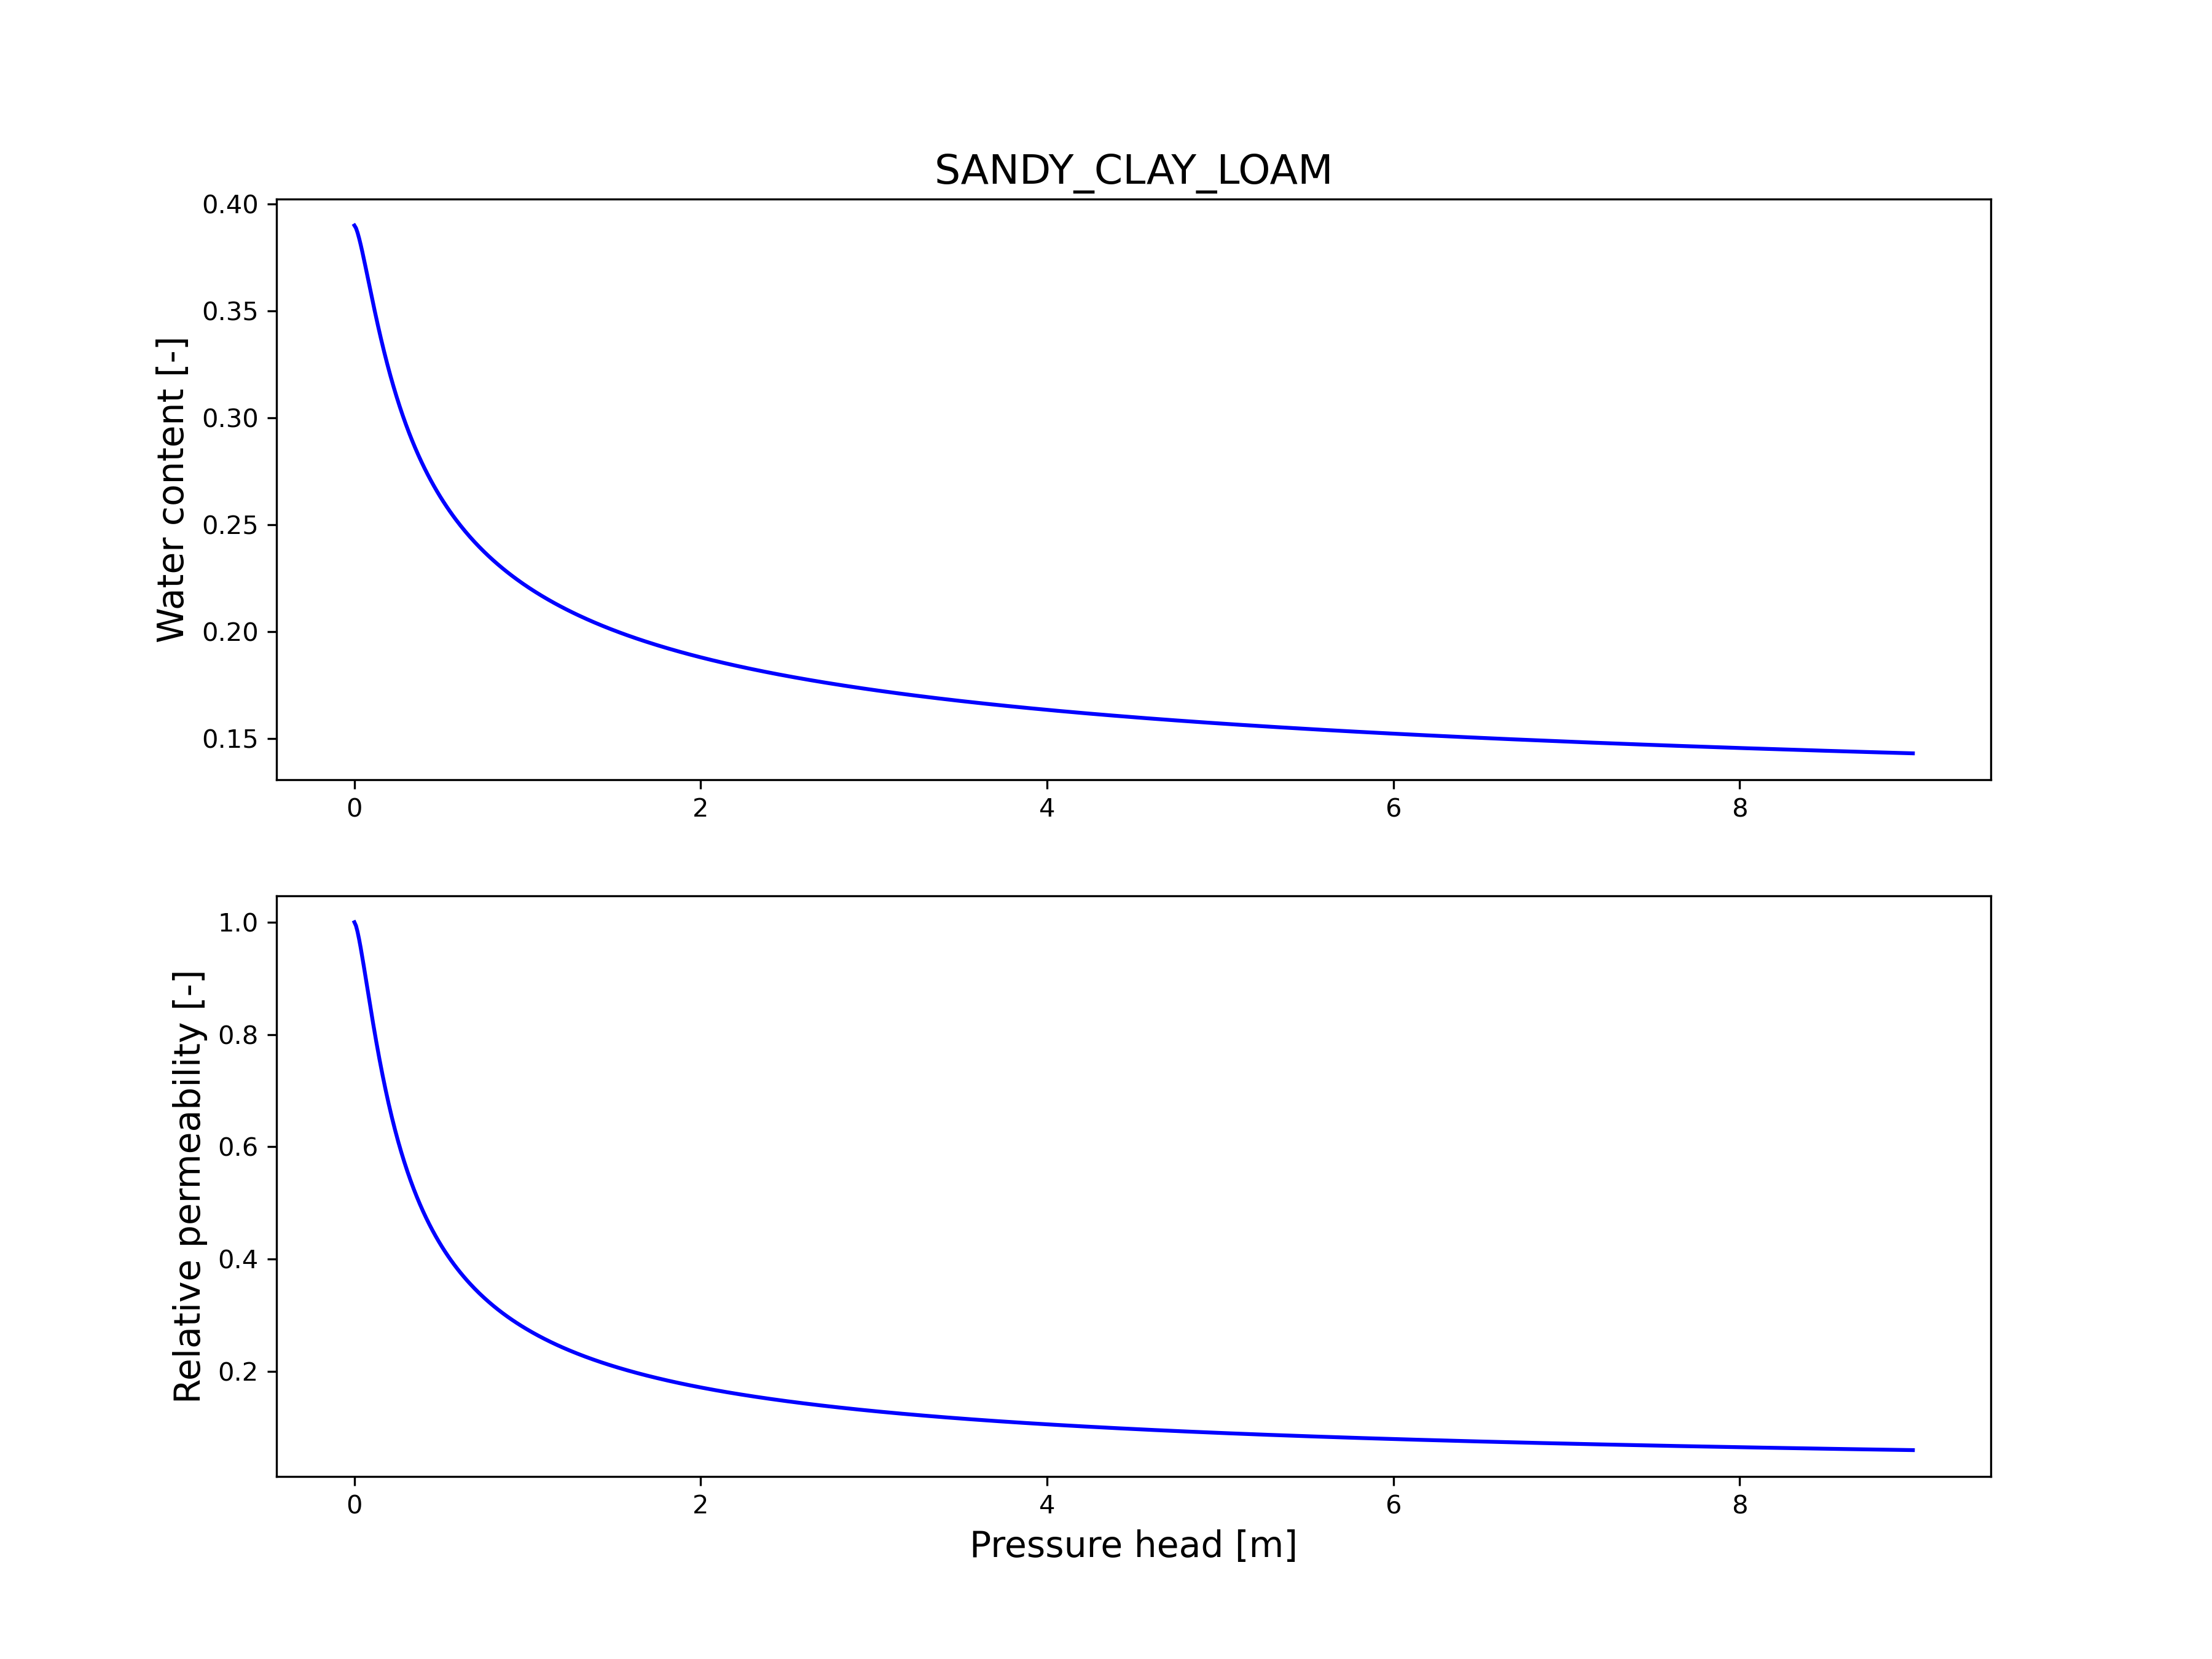 SANDY_CLAY_LOAM
Water content [-]
0.40
0.35
0.30
0.25
0.20
0.15
0 2 4 6 8
Relative permeability [-]
1.0
0.8
0.6
0.4
0.2
0 2 4 6 8
Pressure head [m]